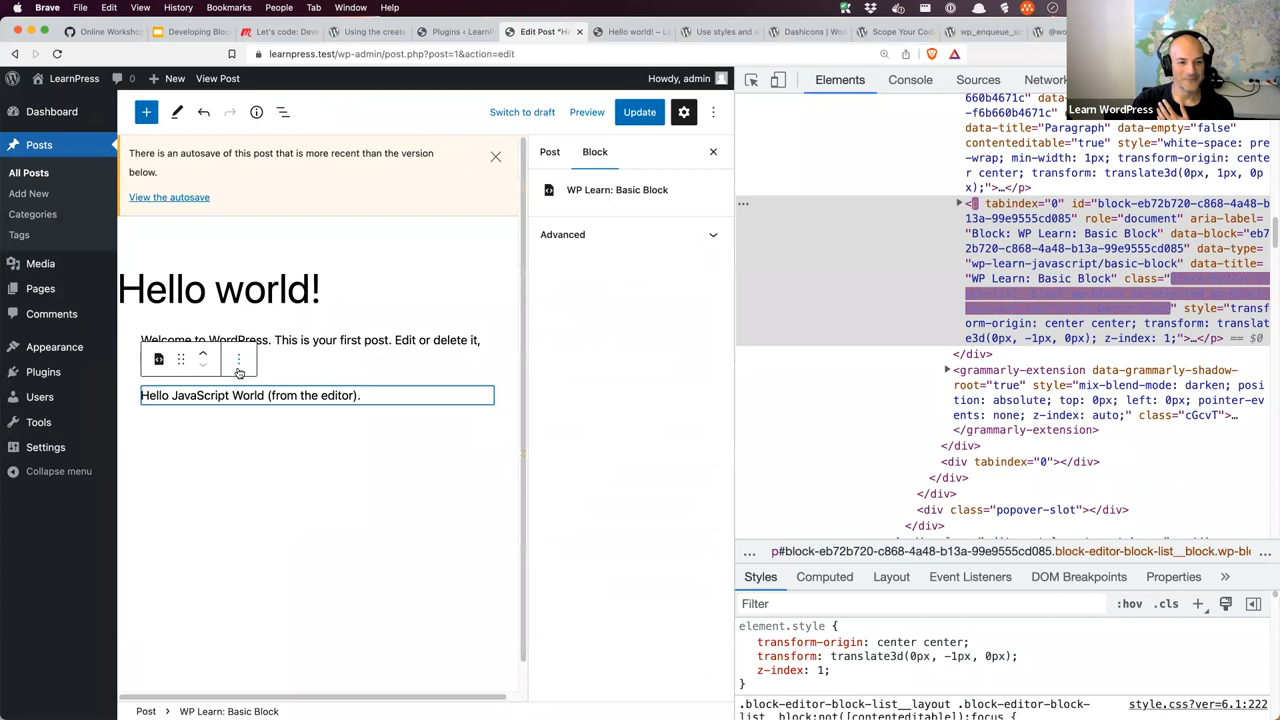 Brave File Edit View History Bookmarks People Tab Window Help
Online Worksho
Developing Bloc
Let's code: Deve
Using the create
Plugins ‹ LearnP
Edit Post "He
Hello world! – L
Use styles and s
Dashicons | Wor
Scope Your Cod
wp_enqueue_sc
learnpress.test/wp-admin/post.php?post=1&action=edit
Learn WordPress
LearnPress 0 New View Post Howdy, admin
Dashboard
Posts
All Posts
Add New
Categories
Tags
Media
Pages
Comments
Appearance
Plugins
Users
Tools
Settings
Collapse menu
Switch to draft Preview Update
There is an autosave of this post that is more recent than the version
below.
View the autosave
Hello world!
Welcome to WordPress. This is your first post. Edit or delete it,
Hello JavaScript World (from the editor).
Post Block
WP Learn: Basic Block
Advanced
Post WP Learn: Basic Block
Elements Console Sources Network
660b4671c" data-
-f6b660b4671c"
data-title="Paragraph" data-empty="false"
contenteditable="true" style="white-space: pre
-wrap; min-width: 1px; transform-origin: cente
r center; transform: translate3d(0px, 1px, 0p
x);">…</p>
tabindex="0" id="block-eb72b720-c868-4a48-b
13a-99e9555cd085" role="document" aria-label=
"Block: WP Learn: Basic Block" data-block="eb7
2b720-c868-4a48-b13a-99e9555cd085" data-type=
"wp-learn-javascript/basic-block" data-title=
"WP Learn: Basic Block" class="
" style="transf
orm-origin: center center; transform: translat
e3d(0px, -1px, 0px); z-index: 1;">…</p> == $0
</div>
<grammarly-extension data-grammarly-shadow-
root="true" style="mix-blend-mode: darken; posi
tion: absolute; top: 0px; left: 0px; pointer-ev
ents: none; z-index: auto;" class="cGcvT">…
</grammarly-extension>
</div>
<div tabindex="0"></div>
</div>
</div>
<div class="popover-slot"></div>
</div>
... p#block-eb72b720-c868-4a48-b13a-99e9555cd085.block-editor-block-list__block.wp-blo ...
Styles Computed Layout Event Listeners DOM Breakpoints Properties »
Filter :hov .cls +
element.style {
transform-origin: center center;
transform: translate3d(0px, -1px, 0px);
z-index: 1;
}
.block-editor-block-list__layout .block-editor-block- style.css?ver=6.1:222
list__block:not([contenteditable]):focus {